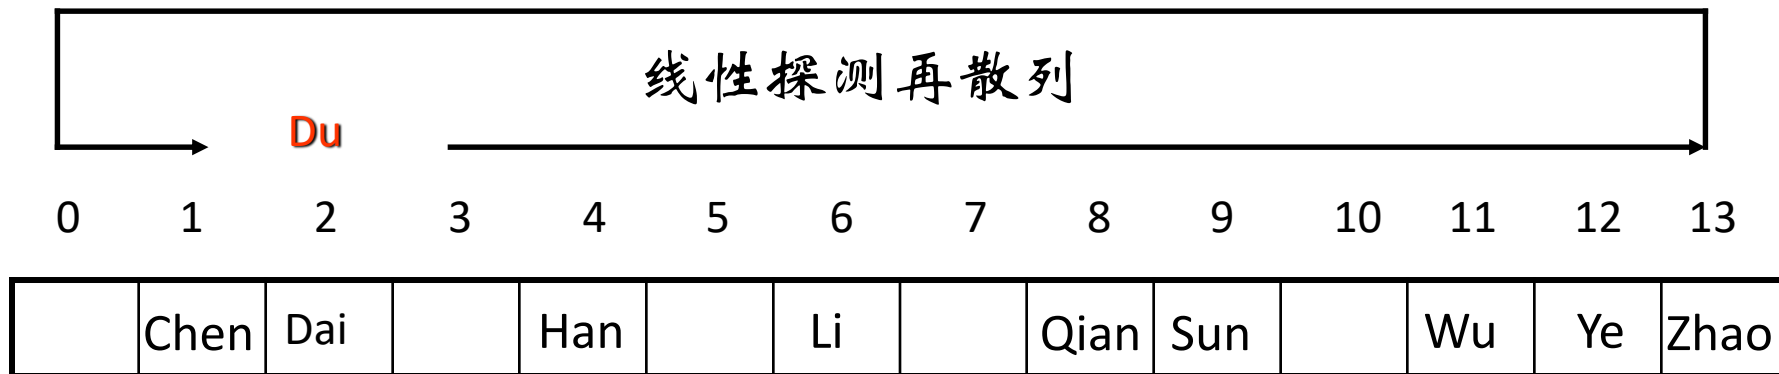 线性探测再散列
Du
0 1 2 3 4 5 6 7 8 9 10 11 12 13
Chen Dai Han Li Qian Sun Wu Ye Zhao